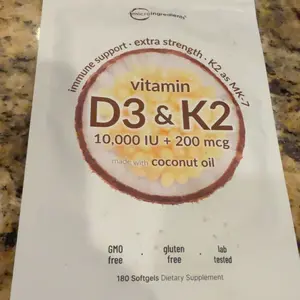 immune support · extra strength · K2 as MK-7
vitamin
D3 & K2
10,000 IU + 200 mcg
made with coconut oil
GMO free · gluten free · lab tested
180 Softgels Dietary Supplement